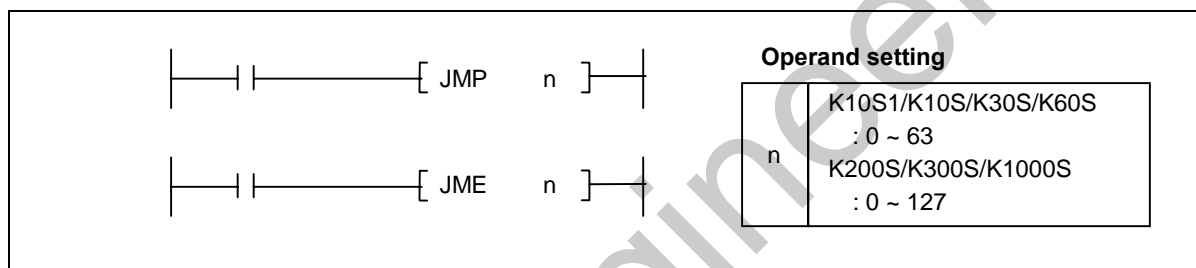 Operand setting
JMP n
JME n
n
K10S1/K10S/K30S/K60S
: 0 ~ 63
K200S/K300S/K1000S
: 0 ~ 127